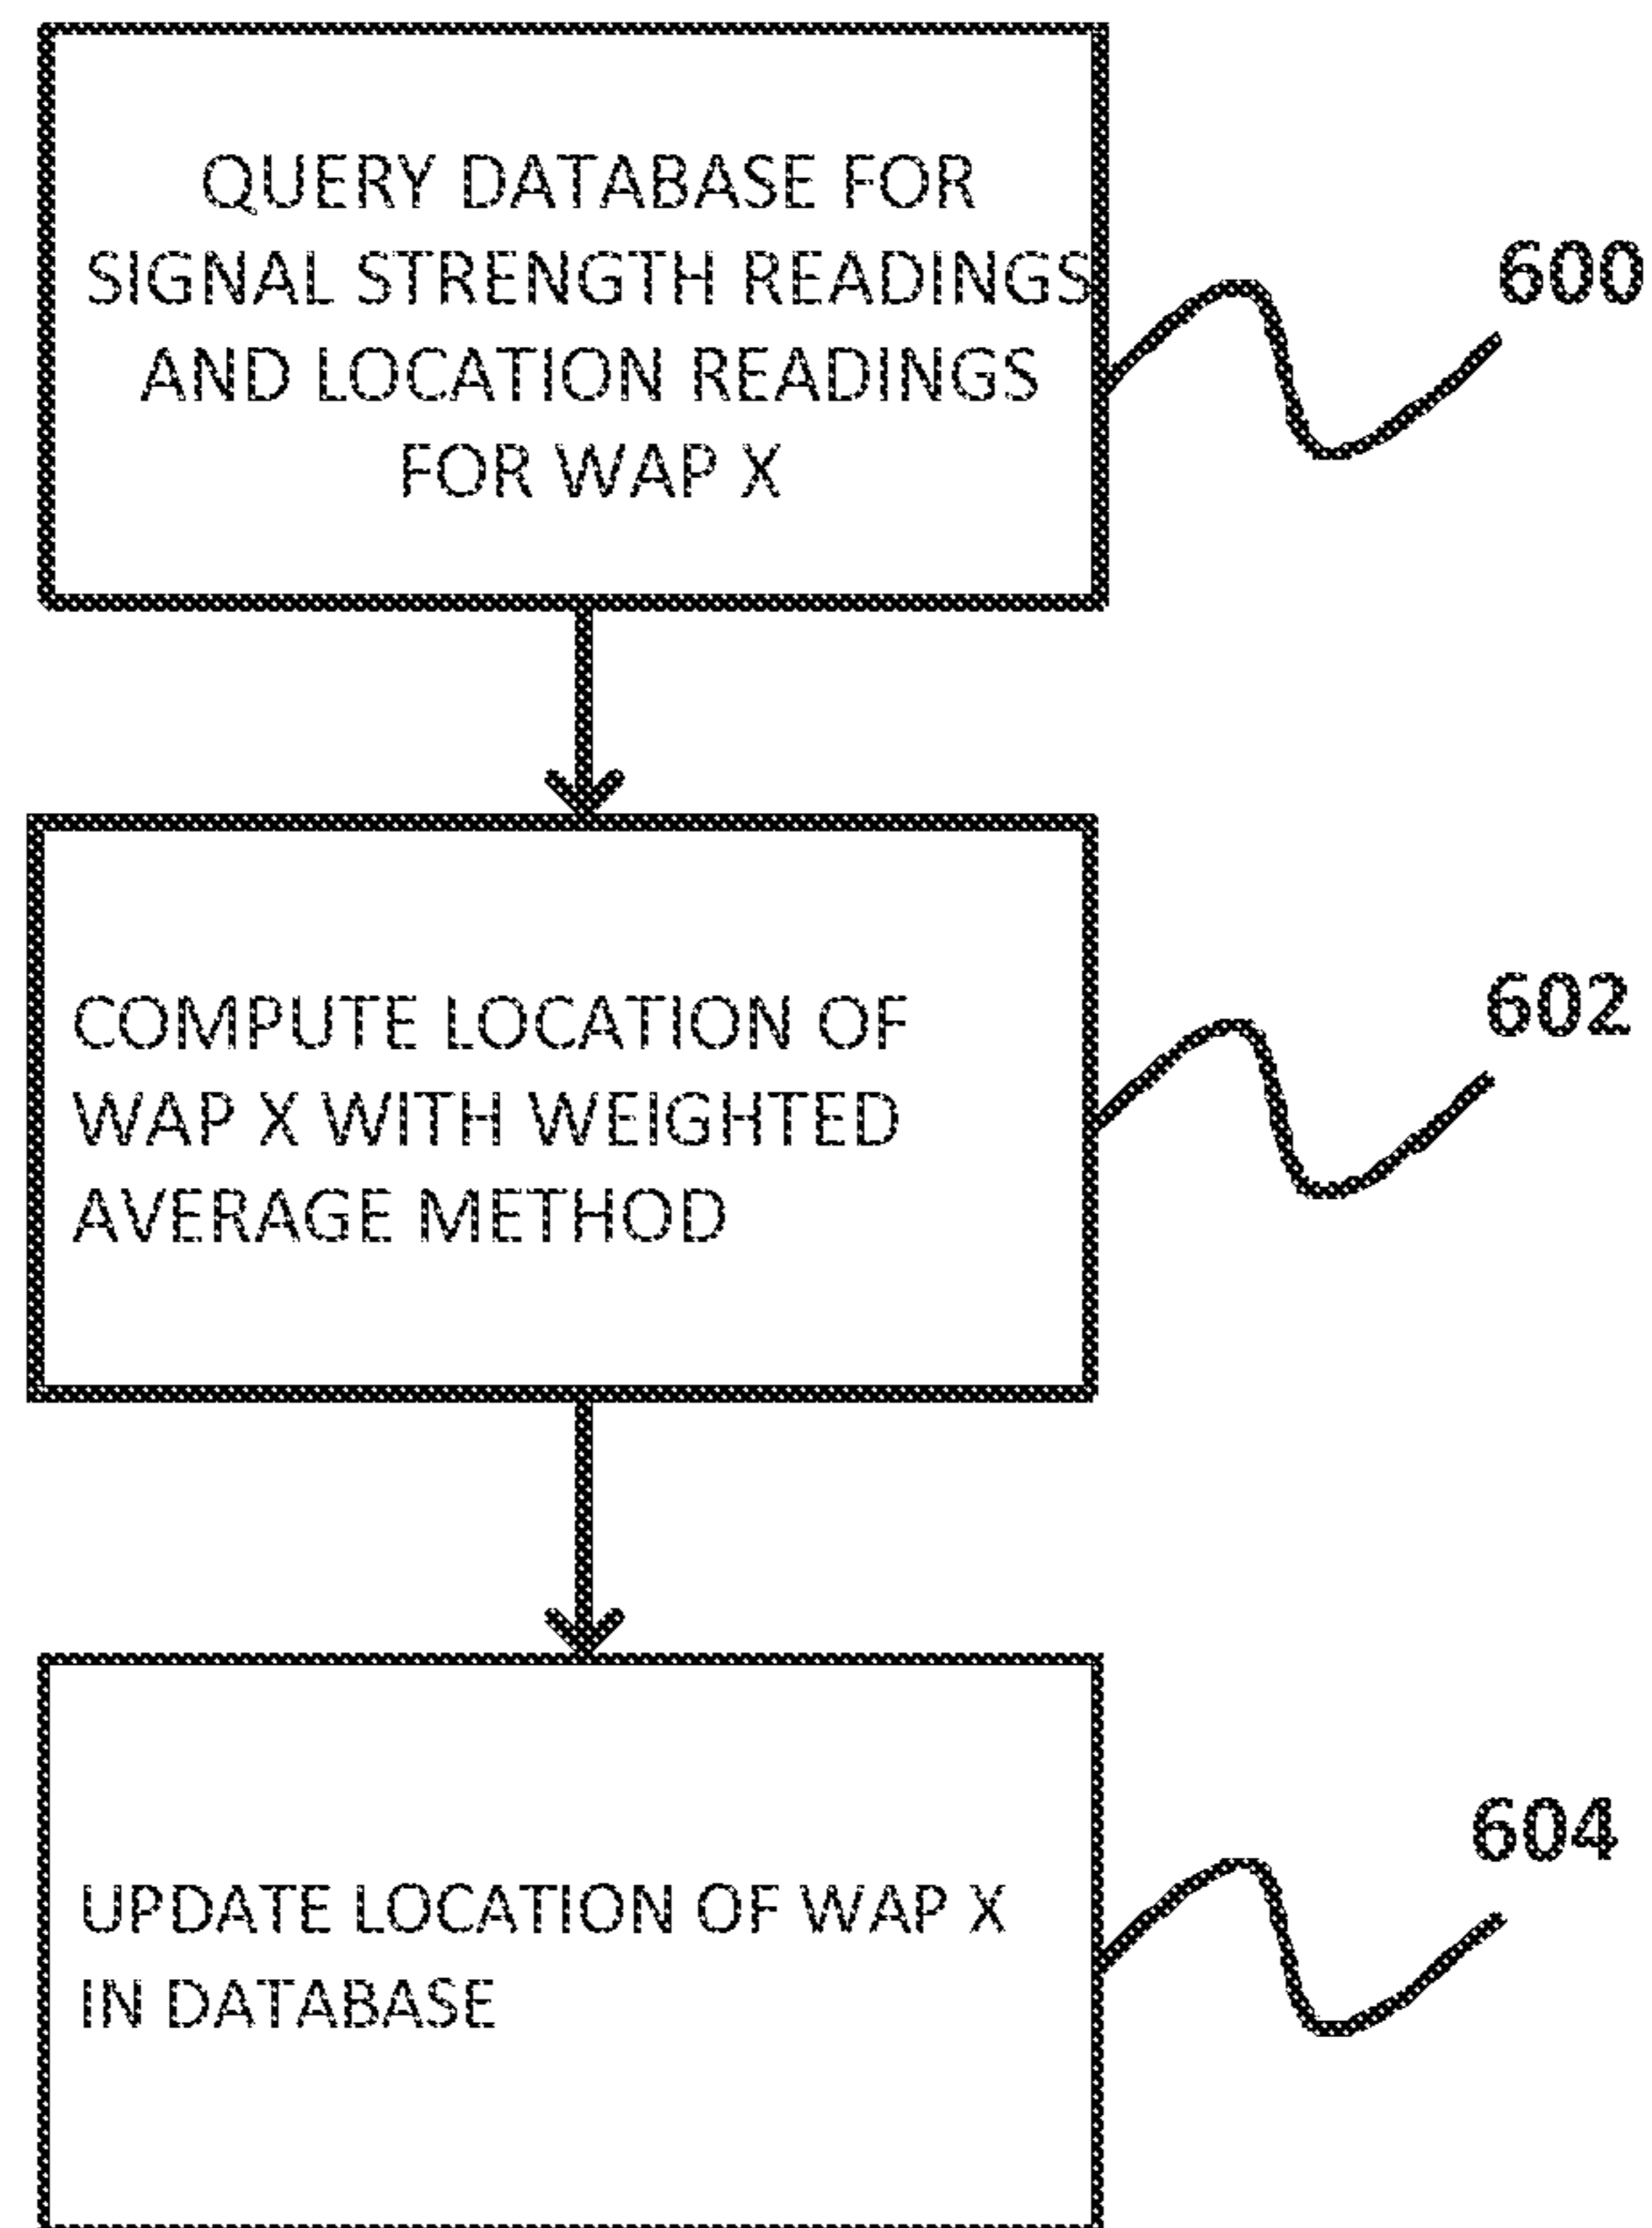 QUERY DATABASE FOR
SIGNAL STRENGTH READINGS
AND LOCATION READINGS
FOR WAP X
600
COMPUTE LOCATION OF
WAP X WITH WEIGHTED
AVERAGE METHOD
602
UPDATE LOCATION OF WAP X
IN DATABASE
604